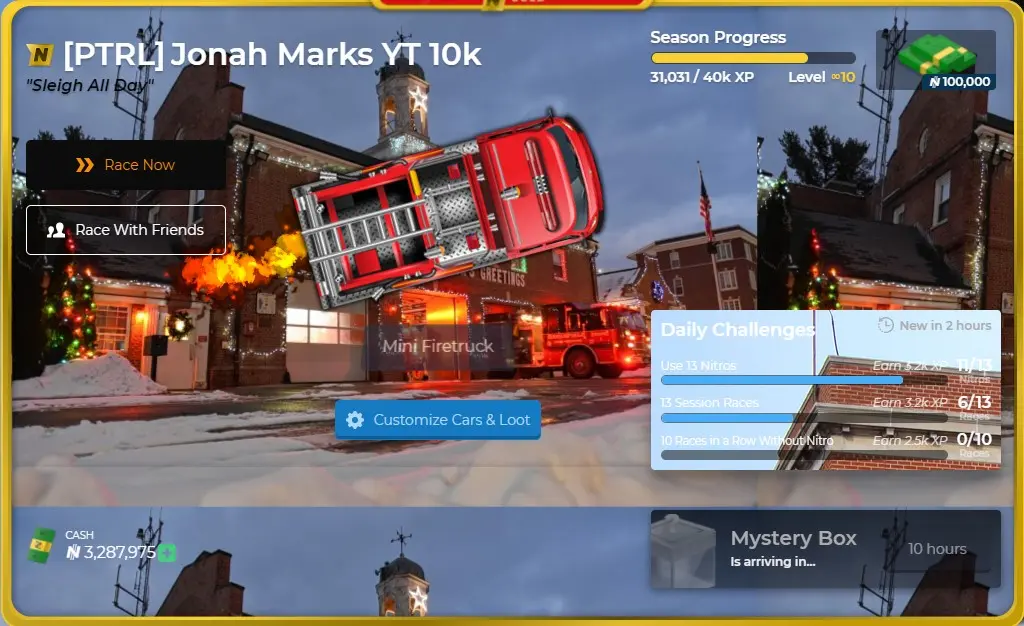 [PTRL] Jonah Marks YT 10k
"Sleigh All Day"
Race Now
Race With Friends
Season Progress
31,031 / 40k XP Level ∞10
100,000
GREETINGS
Mini Firetruck
Customize Cars & Loot
Daily Challenges
New in 2 hours
Use 13 Nitros Earn 3.2k XP 11/13
Nitros
13 Session Races Earn 3.2k XP 6/13
Races
10 Races in a Row Without Nitro Earn 2.5k XP 0/10
Races
CASH
3,287,975
Mystery Box
Is arriving in...
10 hours